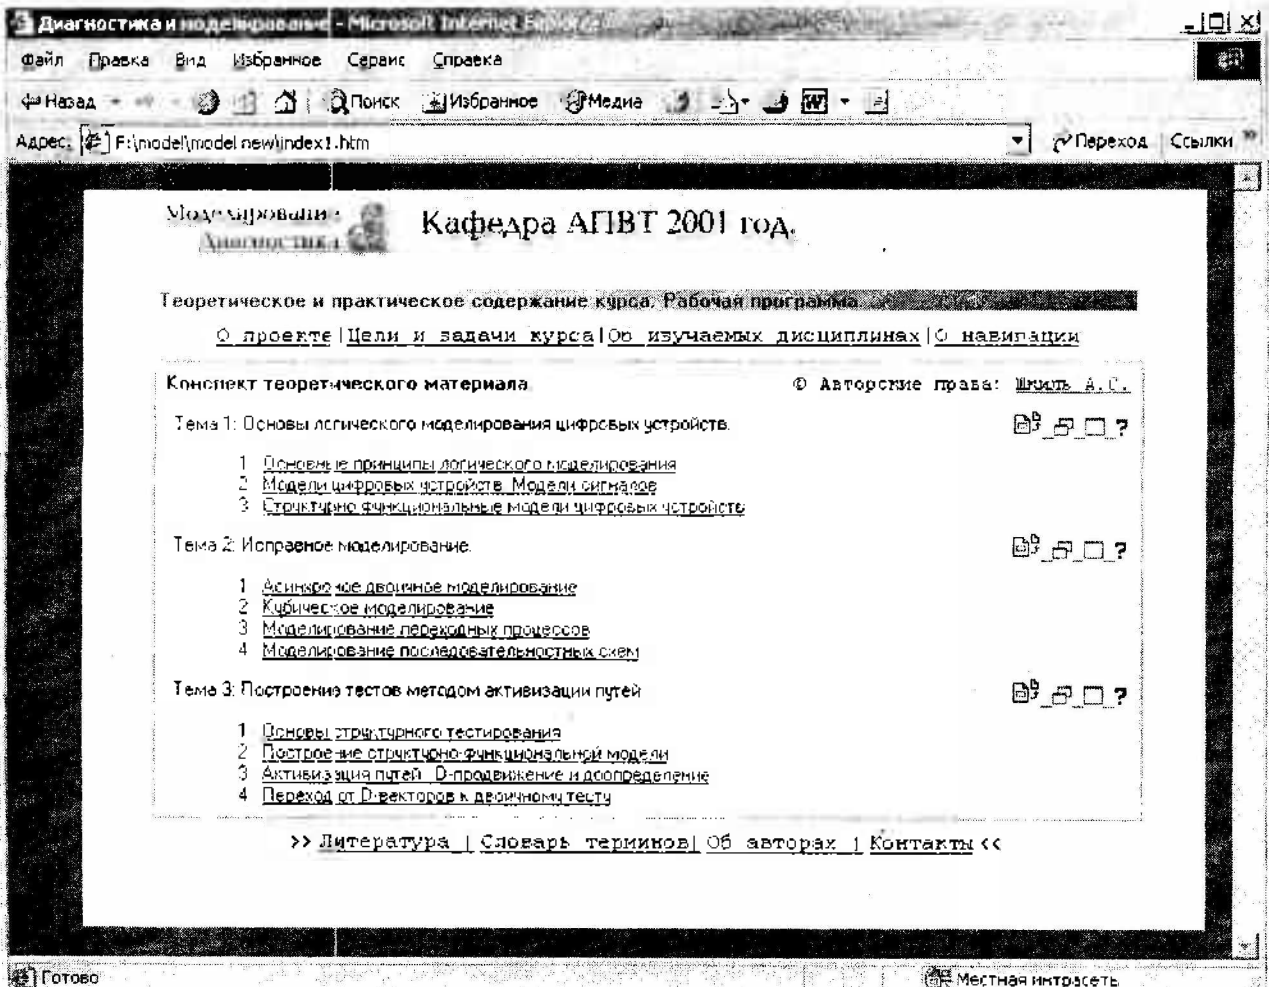 Диагностика и моделирование - Microsoft Internet Explorer
Файл Правка Вид Избранное Сервис Справка
Назад Поиск Избранное Медиа
Адрес: F:\model\model new\index1.htm Переход Ссылки
Моделирование
Диагностика
Кафедра АПВТ 2001 год.
Теоретическое и практическое содержание курса. Рабочая программа
О проекте|Цели и задачи курса|Об изучаемых дисциплинах|О навигации
Конспект теоретического материала © Авторские права: Шкиль А.С.
Тема 1: Основы логического моделирования цифровых устройств. ?
1 Основные принципы логического моделирования
2 Модели цифровых устройств. Модели сигналов
3 Структурно функциональные модели цифровых устройств
Тема 2: Исправное моделирование. ?
1 Асинхроное двоичное моделирование
2 Кубическое моделирование
3 Моделирование переходных процессов
4 Моделирование последовательностных схем
Тема 3: Построение тестов методом активизации путей ?
1 Основы структурного тестирования
2 Построение структурно-функциональной модели
3 Активизация путей. D-продвижение и доопределение
4 Переход от D-векторов к двоичному тесту
>> Литература | Словарь терминов| Об авторах | Контакты <<
Готово Местная интрасеть